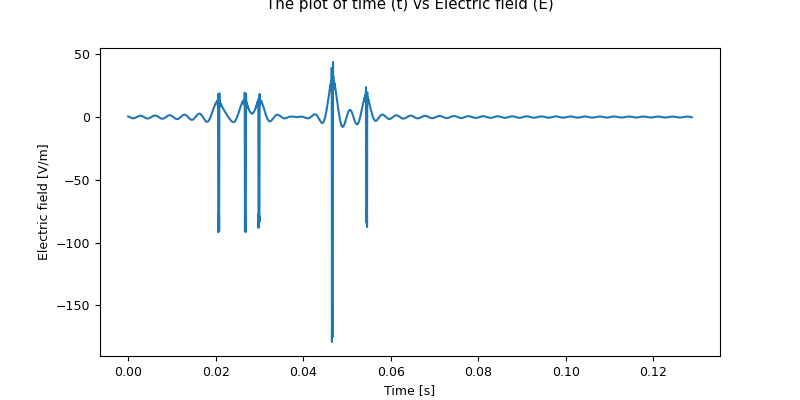 The plot of time (t) vs Electric field (E)
50
0
−50
−100
−150
Electric field [V/m]
0.00 0.02 0.04 0.06 0.08 0.10 0.12
Time [s]